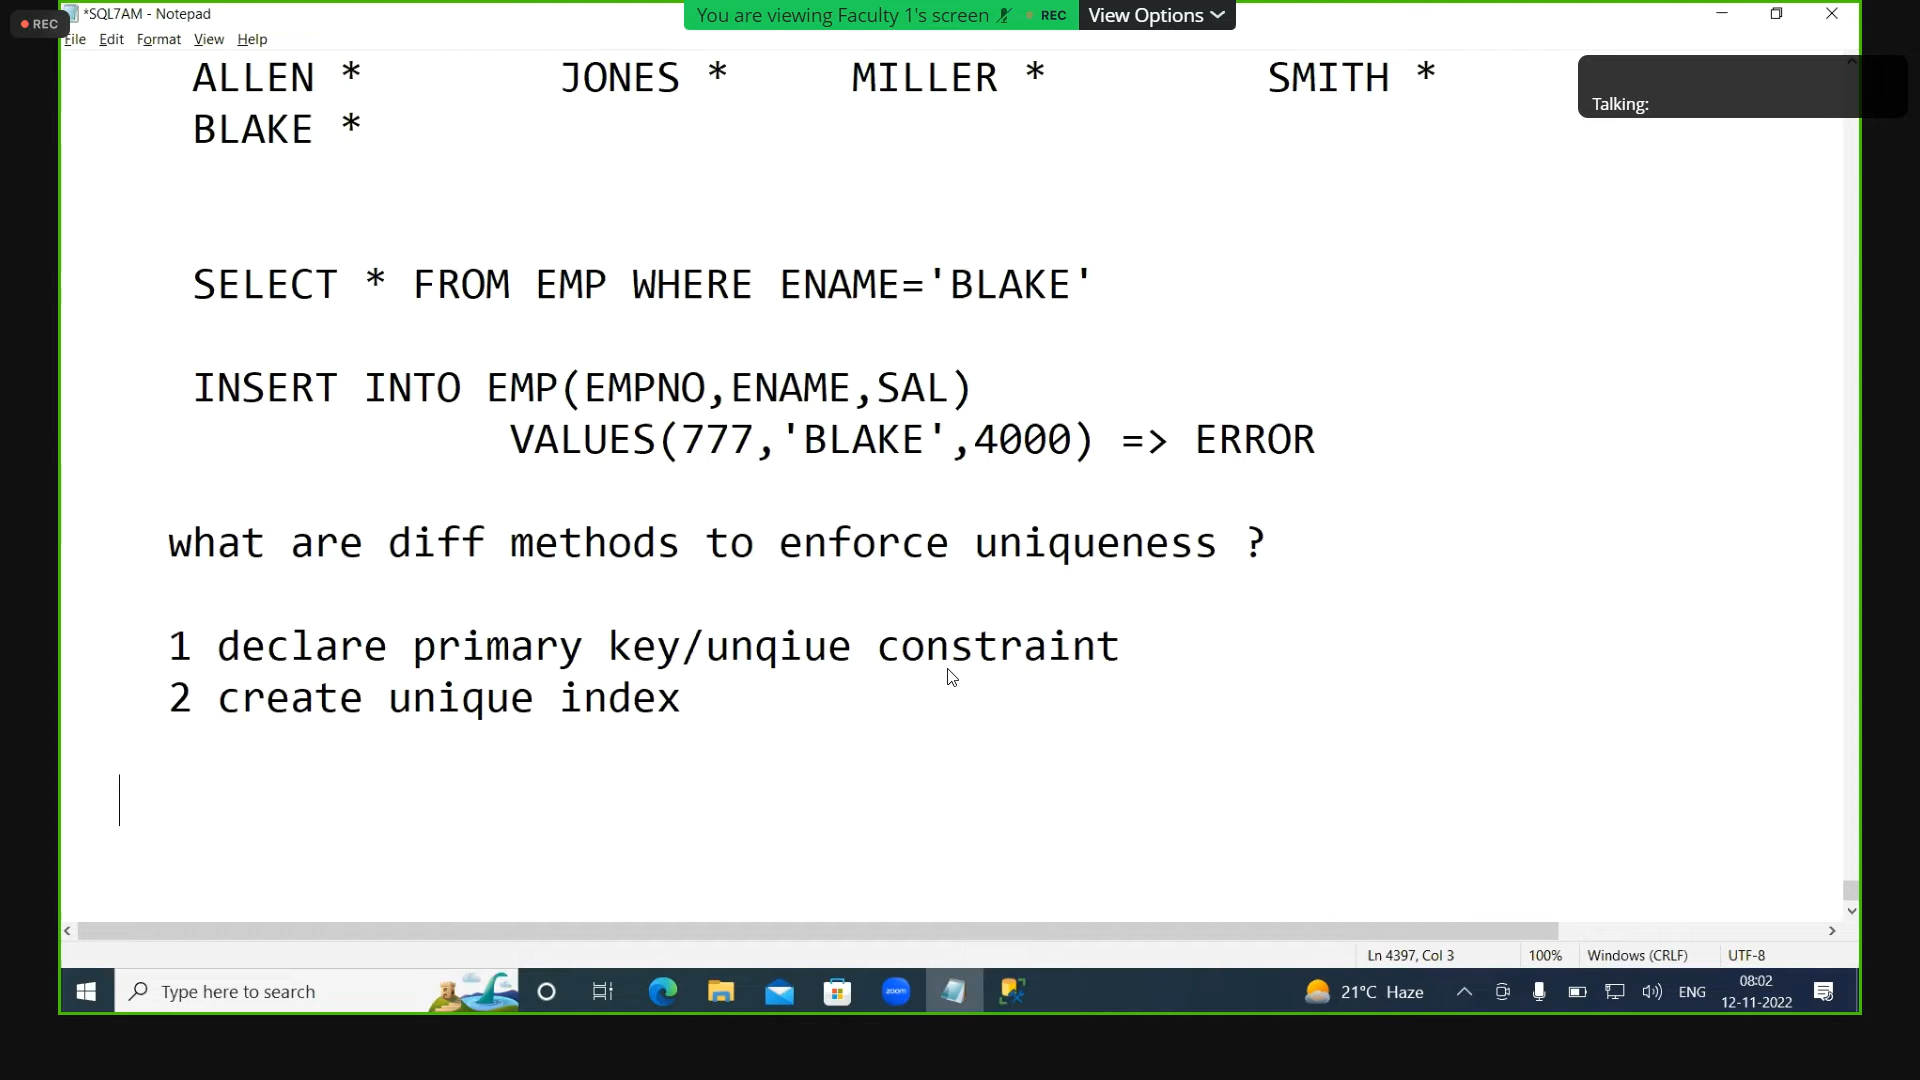 REC
*SQL7AM - Notepad
You are viewing Faculty 1's screen REC View Options
File Edit Format View Help
ALLEN * JONES * MILLER * SMITH *
Talking:
BLAKE *
SELECT * FROM EMP WHERE ENAME='BLAKE'
INSERT INTO EMP(EMPNO,ENAME,SAL)
VALUES(777,'BLAKE',4000) => ERROR
what are diff methods to enforce uniqueness ?
1 declare primary key/unqiue constraint
2 create unique index
Ln 4397, Col 3 100% Windows (CRLF) UTF-8
Type here to search zoom 21°C Haze ENG 08:02
12-11-2022